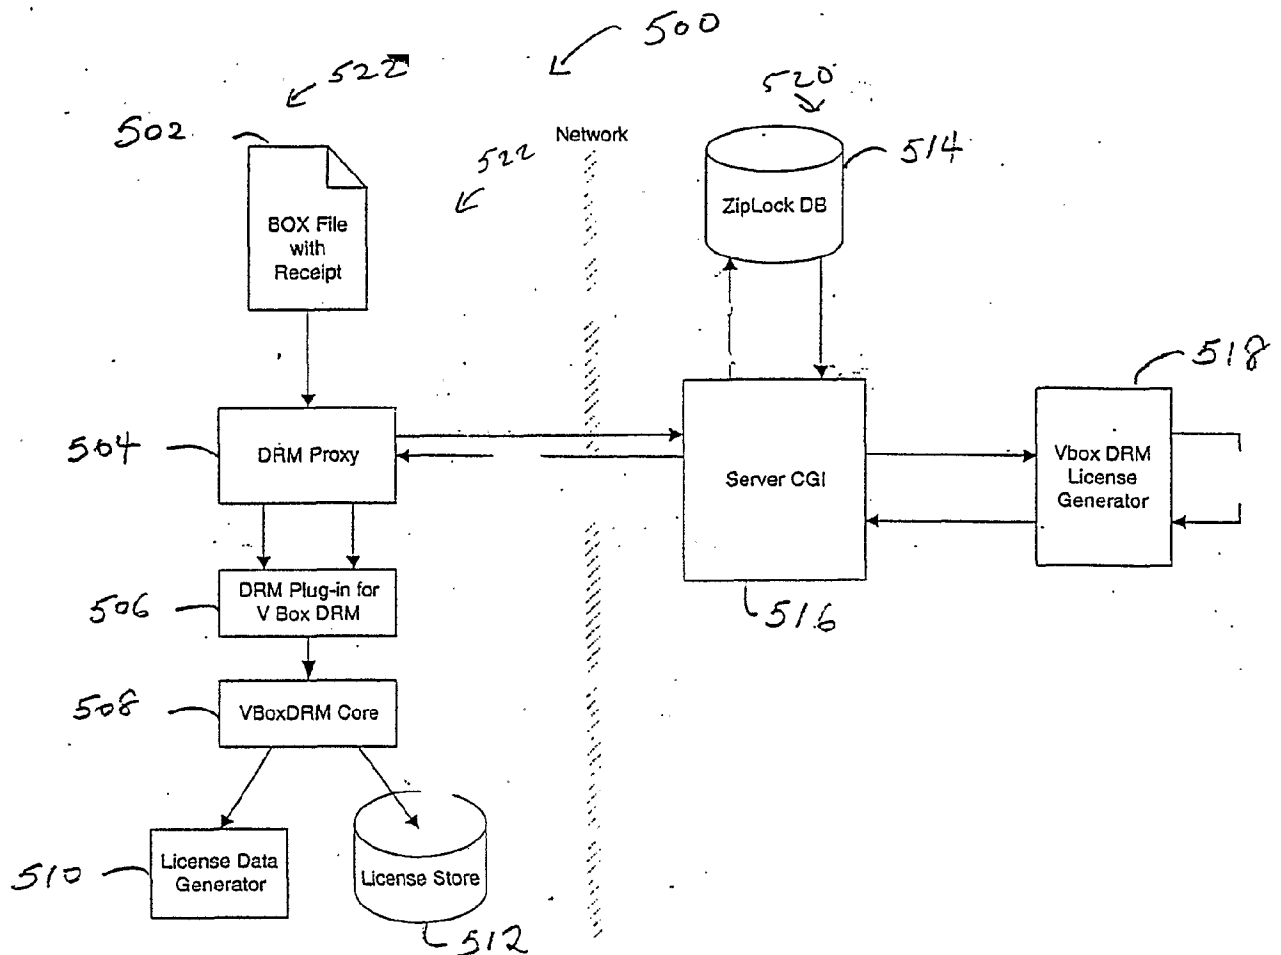 500
522
520
502
Network
522
514
BOX File
with
Receipt
ZipLock DB
518
504
DRM Proxy
Server CGI
Vbox DRM
License
Generator
506
DRM Plug-in for
V Box DRM
516
508
VBoxDRM Core
510
License Data
Generator
License Store
512